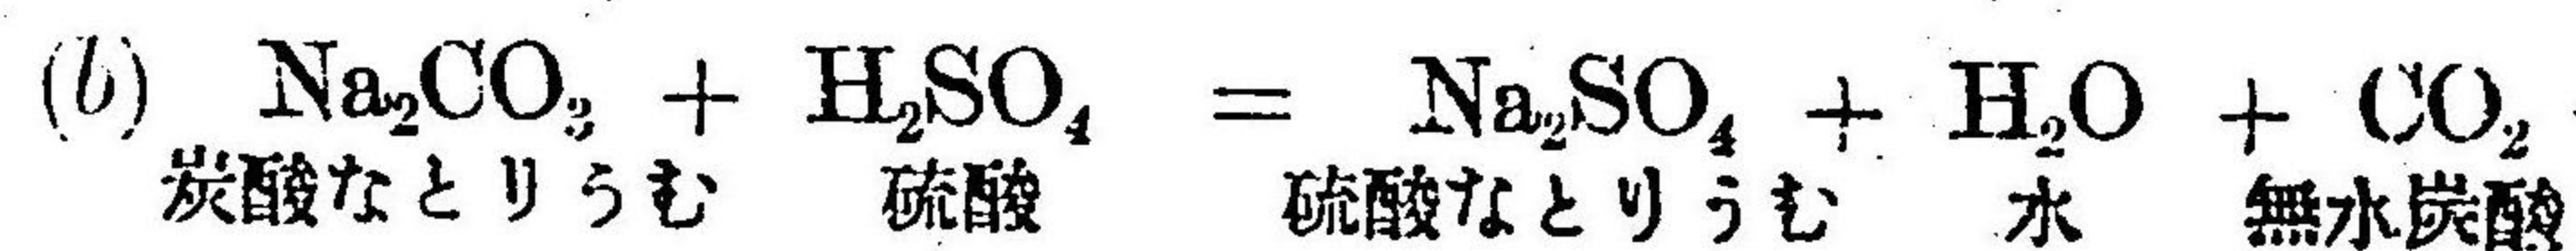 (b) Na₂CO₃ + H₂SO₄ = Na₂SO₄ + H₂O + CO₂
炭酸なとりうむ 硫酸 硫酸なとりうむ 水 無水炭酸